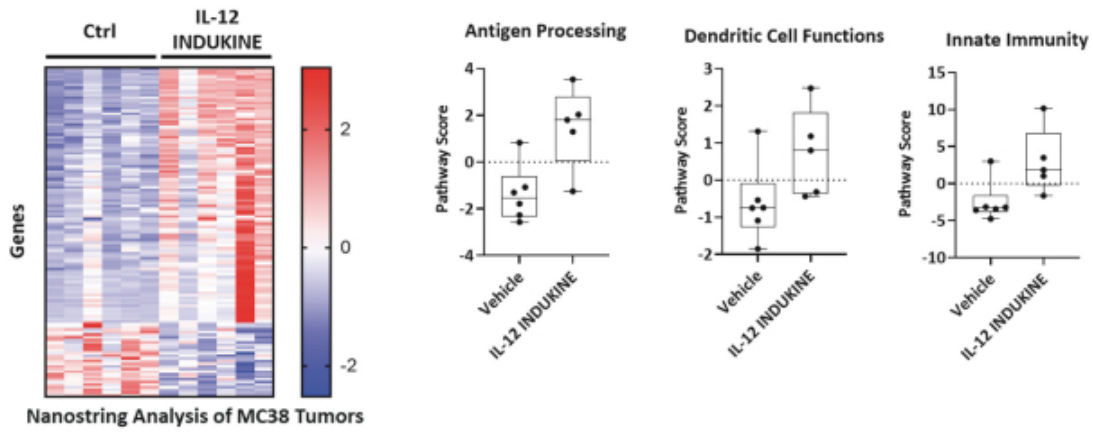 Ctrl
IL-12
INDUKINE
Genes
2
0
-2
Nanostring Analysis of MC38 Tumors
Antigen Processing
Pathway Score
4
2
0
-2
-4
Vehicle
IL-12 INDUKINE
Dendritic Cell Functions
Pathway Score
3
2
1
0
-1
-2
Vehicle
IL-12 INDUKINE
Innate Immunity
Pathway Score
15
10
5
0
-5
-10
Vehicle
IL-12 INDUKINE